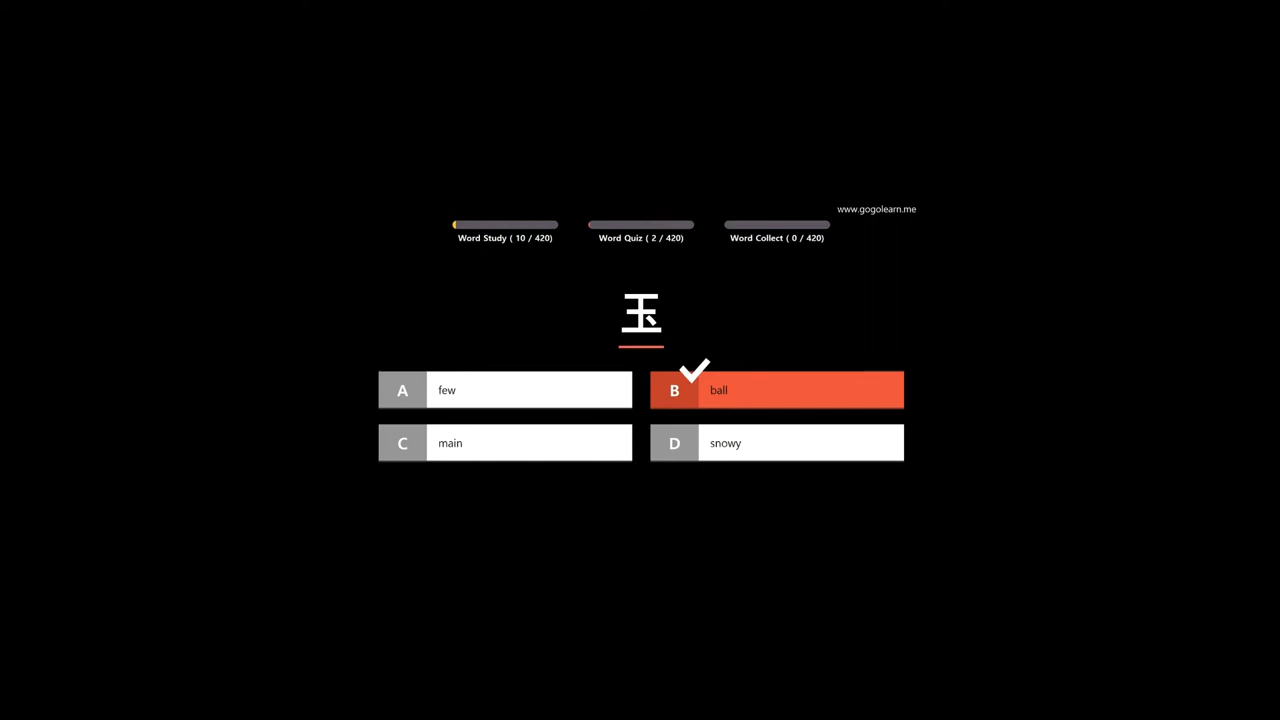 www.gogolearn.me
Word Study ( 10 / 420)
Word Quiz ( 2 / 420)
Word Collect ( 0 / 420)
玉
A few
B ball
C main
D snowy